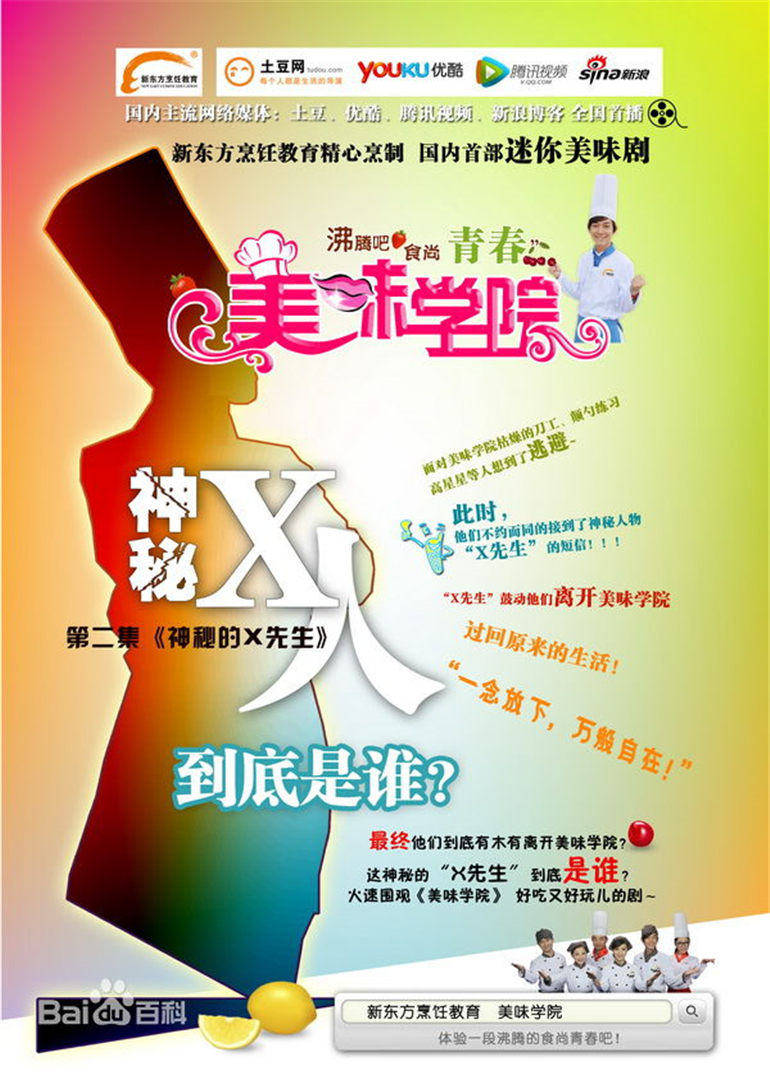 新东方烹饪教育
NEW EAST CUISINE EDUCATION
土豆网 tudou.com
每个人都是生活的导演
YOUKU优酷
腾讯视频
V.QQ.COM
sina新浪
国内主流网络媒体：土豆、优酷、腾讯视频、新浪博客 全国首播
新东方烹饪教育精心烹制 国内首部迷你美味剧
沸腾吧 食尚 青春
美味学院
面对美味学院枯燥的刀工、颠勺练习
高星星等人想到了逃避~
此时，
他们不约而同的接到了神秘人物
“X先生”的短信！！！
“X先生”鼓动他们离开美味学院
过回原来的生活！
“一念放下，万般自在！”
神秘X人
第二集《神秘的X先生》
到底是谁？
最终他们到底有木有离开美味学院？
这神秘的“X先生”到底是谁？
火速围观《美味学院》 好吃又好玩儿的剧~
新东方烹饪教育 美味学院
体验一段沸腾的食尚青春吧！
Baidu百科